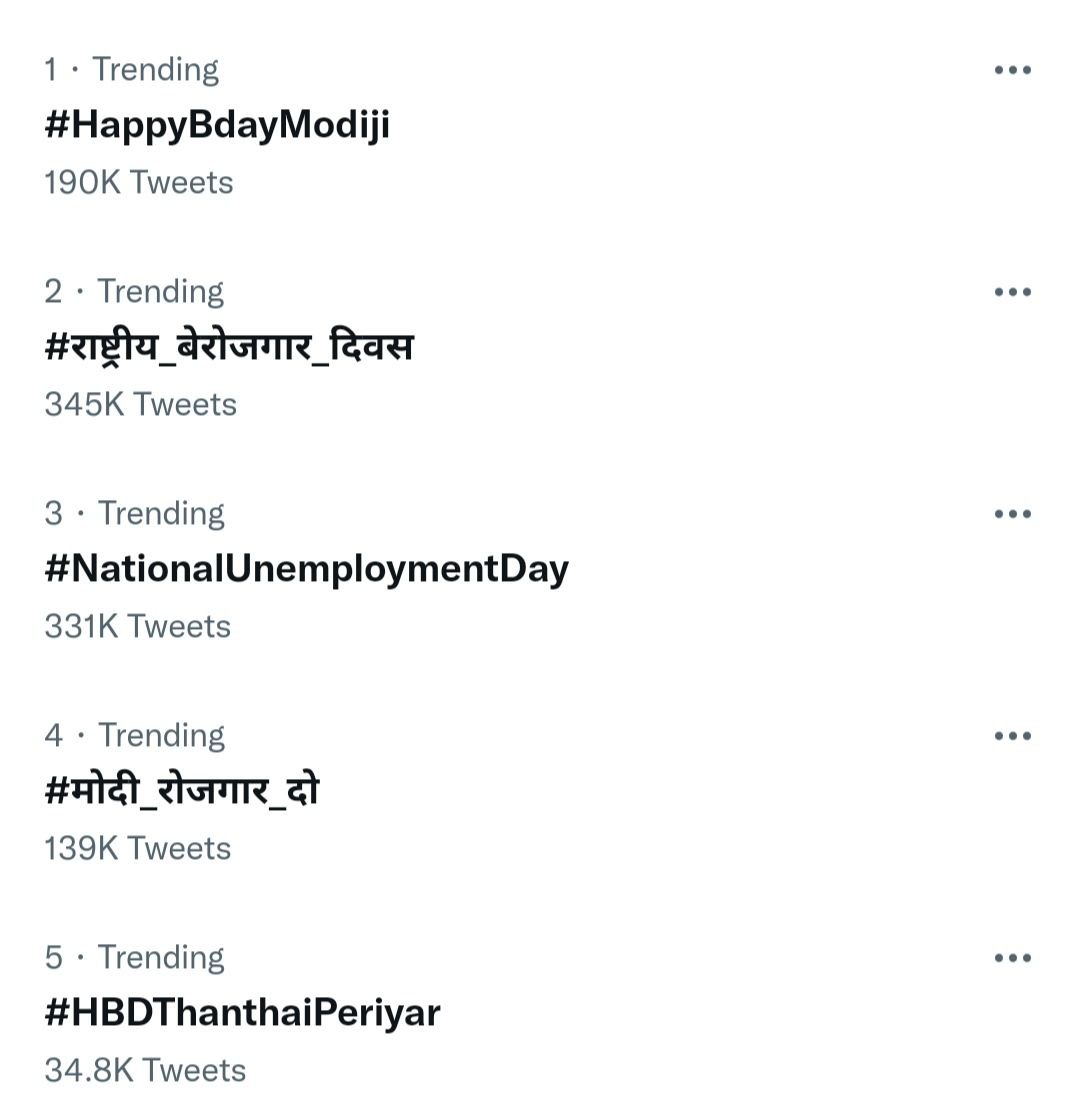 1 · Trending
#HappyBdayModiji
190K Tweets
2 · Trending
#राष्ट्रीय_बेरोजगार_दिवस
345K Tweets
3 · Trending
#NationalUnemploymentDay
331K Tweets
4 · Trending
#मोदी_रोजगार_दो
139K Tweets
5 · Trending
#HBDThanthaiPeriyar
34.8K Tweets